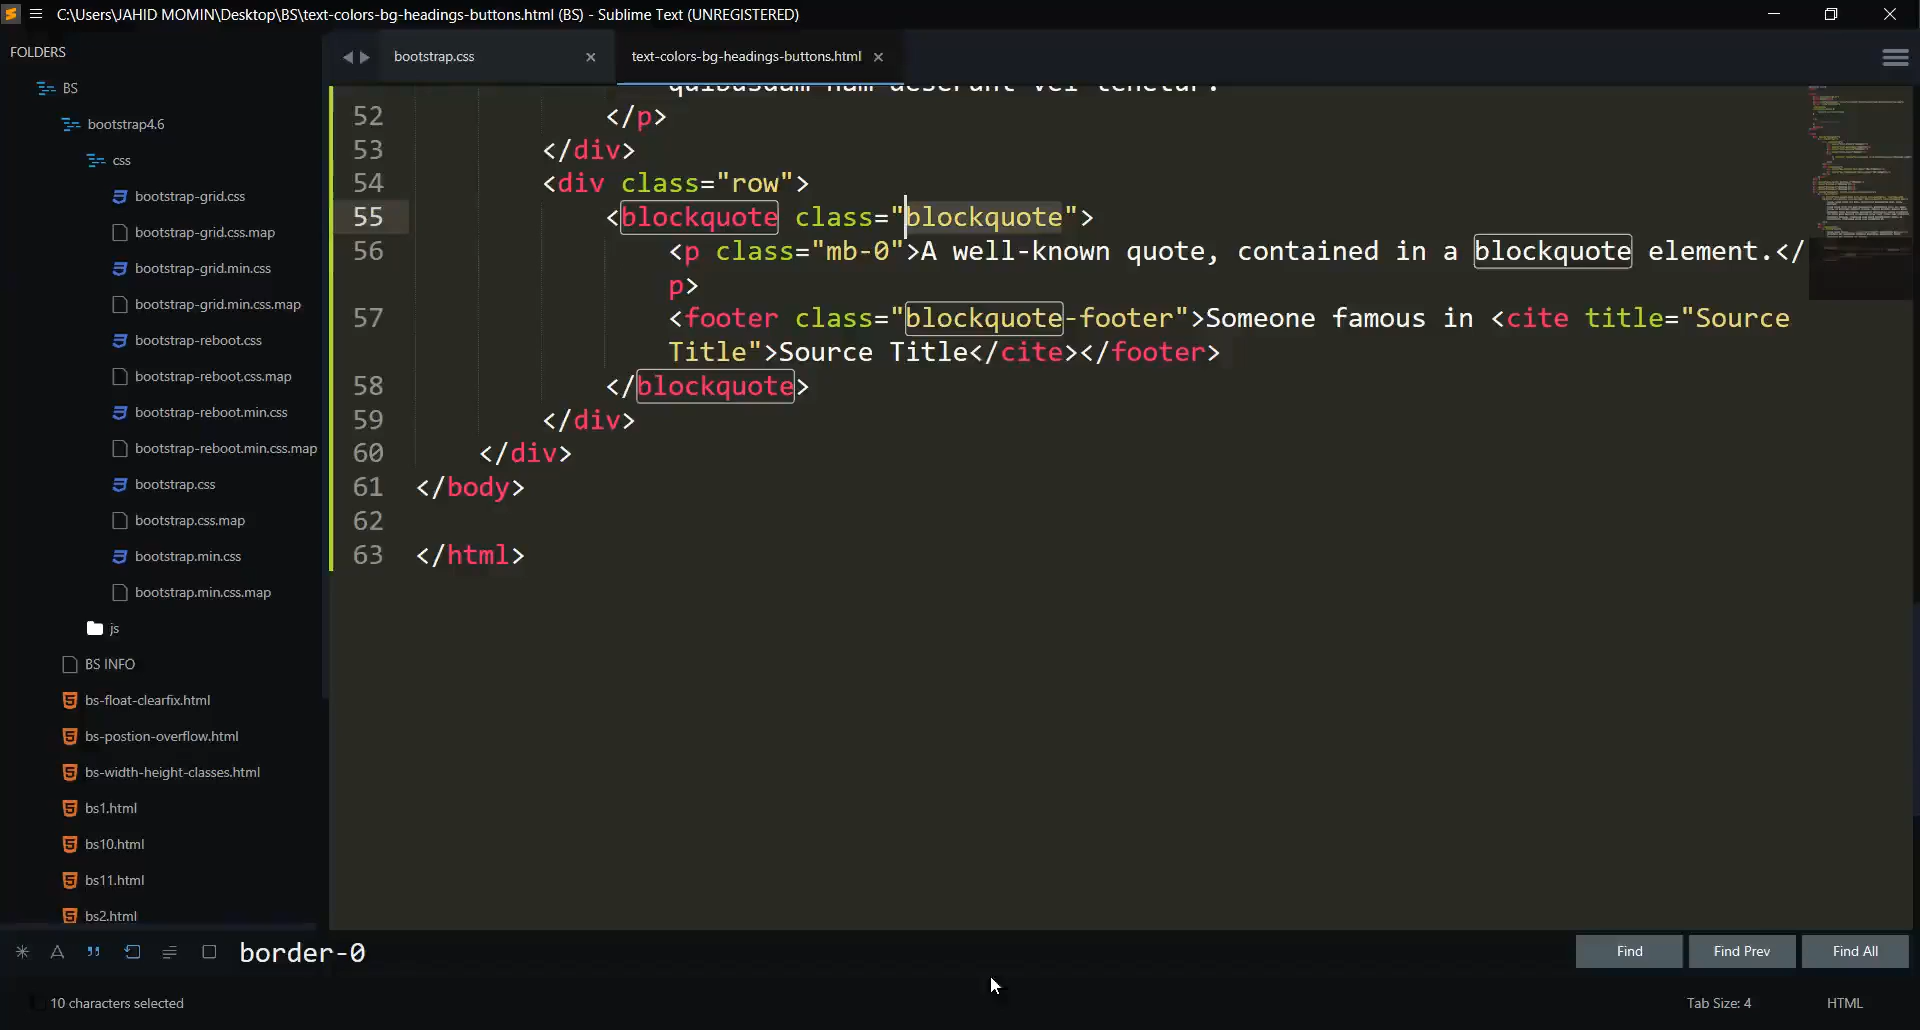 C:\Users\JAHID MOMIN\Desktop\BS\text-colors-bg-headings-buttons.html (BS) - Sublime Text (UNREGISTERED)
FOLDERS
BS
bootstrap4.6
css
bootstrap-grid.css
bootstrap-grid.css.map
bootstrap-grid.min.css
bootstrap-grid.min.css.map
bootstrap-reboot.css
bootstrap-reboot.css.map
bootstrap-reboot.min.css
bootstrap-reboot.min.css.map
bootstrap.css
bootstrap.css.map
bootstrap.min.css
bootstrap.min.css.map
js
BS INFO
bs-float-clearfix.html
bs-postion-overflow.html
bs-width-height-classes.html
bs1.html
bs10.html
bs11.html
bs2.html
bootstrap.css
text-colors-bg-headings-buttons.html
quibusdam nam deserunt vel tenetur.
52 </p>
53 </div>
54 <div class="row">
55 <blockquote class="blockquote">
56 <p class="mb-0">A well-known quote, contained in a blockquote element.</
p>
57 <footer class="blockquote-footer">Someone famous in <cite title="Source
Title">Source Title</cite></footer>
58 </blockquote>
59 </div>
60 </div>
61 </body>
62
63 </html>
border-0
Find
Find Prev
Find All
10 characters selected
Tab Size: 4
HTML